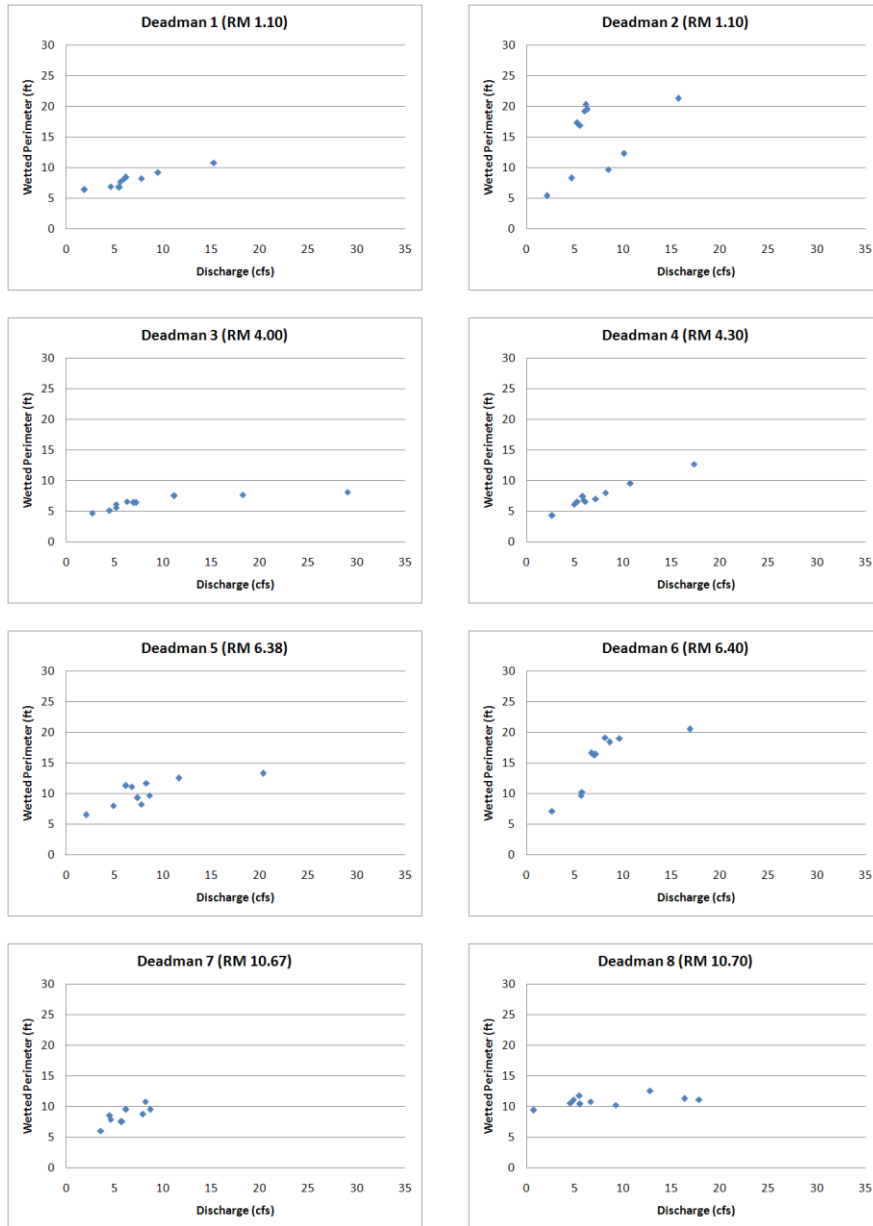 Deadman 1 (RM 1.10)
Wetted Perimeter (ft)
30
25
20
15
10
5
0
0 5 10 15 20 25 30 35
Discharge (cfs)
Deadman 2 (RM 1.10)
Wetted Perimeter (ft)
30
25
20
15
10
5
0
0 5 10 15 20 25 30 35
Discharge (cfs)
Deadman 3 (RM 4.00)
Wetted Perimeter (ft)
30
25
20
15
10
5
0
0 5 10 15 20 25 30 35
Discharge (cfs)
Deadman 4 (RM 4.30)
Wetted Perimeter (ft)
30
25
20
15
10
5
0
0 5 10 15 20 25 30 35
Discharge (cfs)
Deadman 5 (RM 6.38)
Wetted Perimeter (ft)
30
25
20
15
10
5
0
0 5 10 15 20 25 30 35
Discharge (cfs)
Deadman 6 (RM 6.40)
Wetted Perimeter (ft)
30
25
20
15
10
5
0
0 5 10 15 20 25 30 35
Discharge (cfs)
Deadman 7 (RM 10.67)
Wetted Perimeter (ft)
30
25
20
15
10
5
0
0 5 10 15 20 25 30 35
Discharge (cfs)
Deadman 8 (RM 10.70)
Wetted Perimeter (ft)
30
25
20
15
10
5
0
0 5 10 15 20 25 30 35
Discharge (cfs)